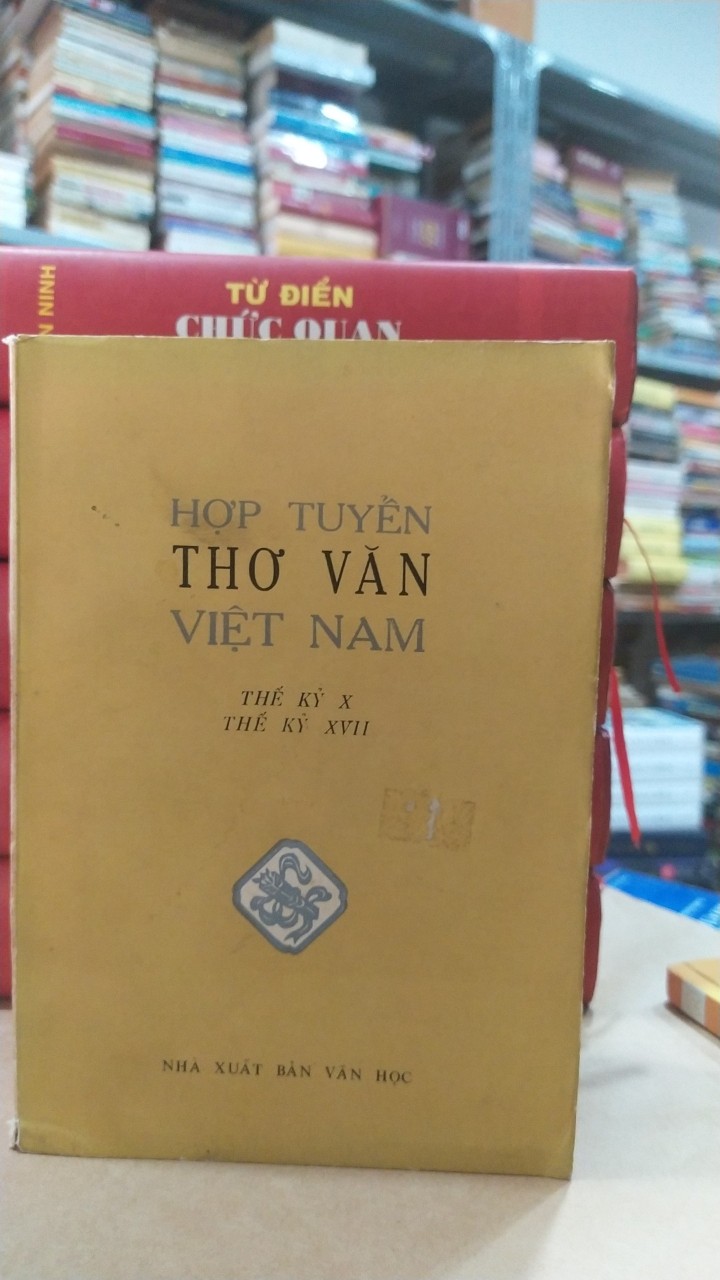 N NINH
TỪ ĐIỂN
CHỨC QUAN
HỢP TUYỂN
THƠ VĂN
VIỆT NAM
THẾ KỶ X
THẾ KỶ XVII
NHÀ XUẤT BẢN VĂN HỌC